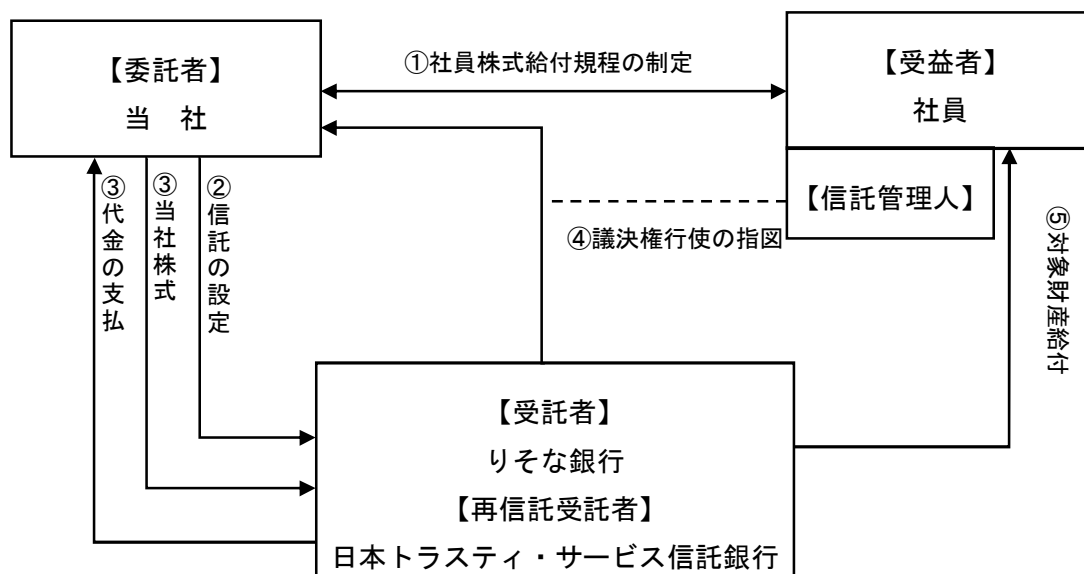 【委託者】
当　社
①社員株式給付規程の制定
【受益者】
社員
【信託管理人】
④議決権行使の指図
③代金の支払
③当社株式
②信託の設定
⑤対象財産給付
【受託者】
りそな銀行
【再信託受託者】
日本トラスティ・サービス信託銀行